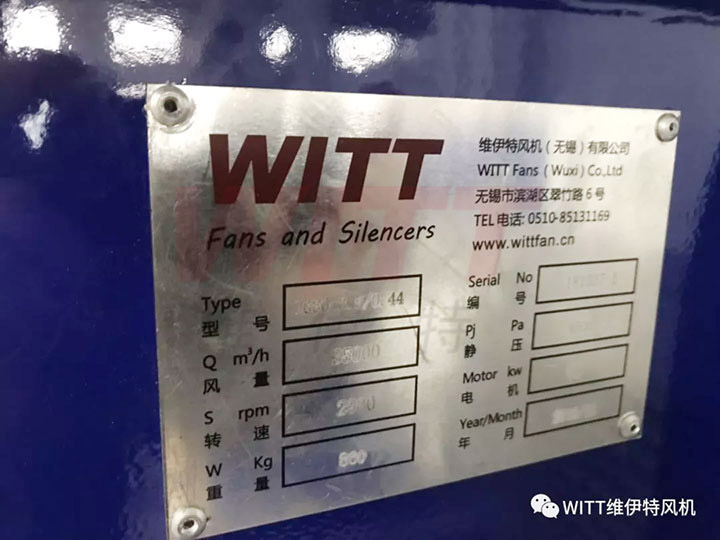 WITT
Fans and Silencers
维伊特风机（无锡）有限公司
WITT Fans（Wuxi）Co.,Ltd
无锡市滨湖区翠竹路6号
TEL 电话: 0510-85131169
www.wittfan.cn
Type
型 号
Q m³/h
风 量
S rpm
转 速
W Kg
重 量
Serial No
编 号
Pj Pa
静 压
Motor kw
电 机
Year/Month
年 月
WITT维伊特风机